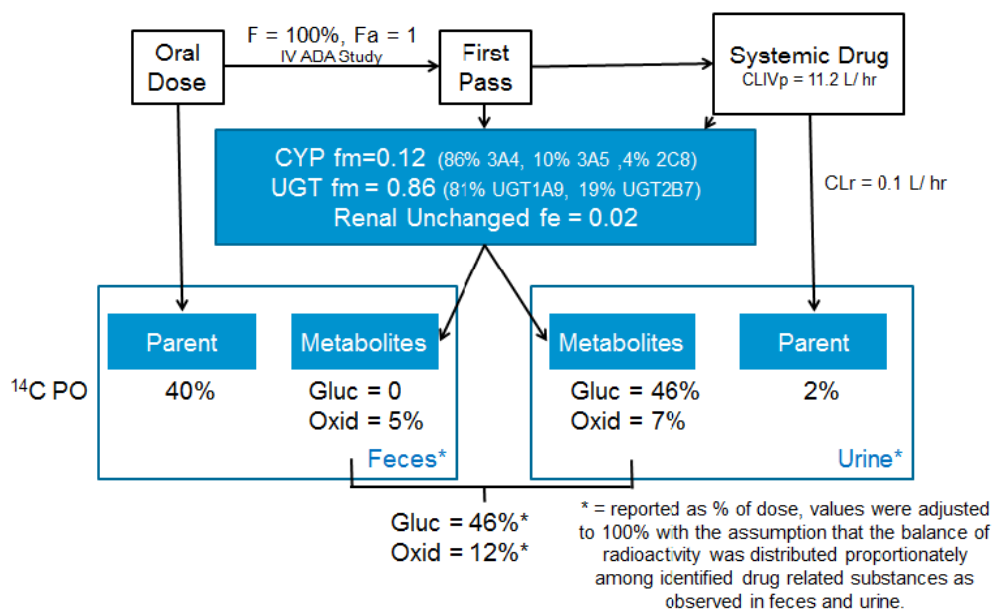 Oral
Dose
F = 100%, Fa = 1
IV ADA Study
First
Pass
Systemic Drug
CLIVp = 11.2 L/ hr
CYP fm=0.12 (86% 3A4, 10% 3A5 ,4% 2C8)
UGT fm = 0.86 (81% UGT1A9, 19% UGT2B7)
Renal Unchanged fe = 0.02
CLr = 0.1 L/ hr
14C PO
Parent
40%
Metabolites
Gluc = 0
Oxid = 5%
Feces*
Metabolites
Gluc = 46%
Oxid = 7%
Parent
2%
Urine*
Gluc = 46%*
Oxid = 12%*
* = reported as % of dose, values were adjusted
to 100% with the assumption that the balance of
radioactivity was distributed proportionately
among identified drug related substances as
observed in feces and urine.